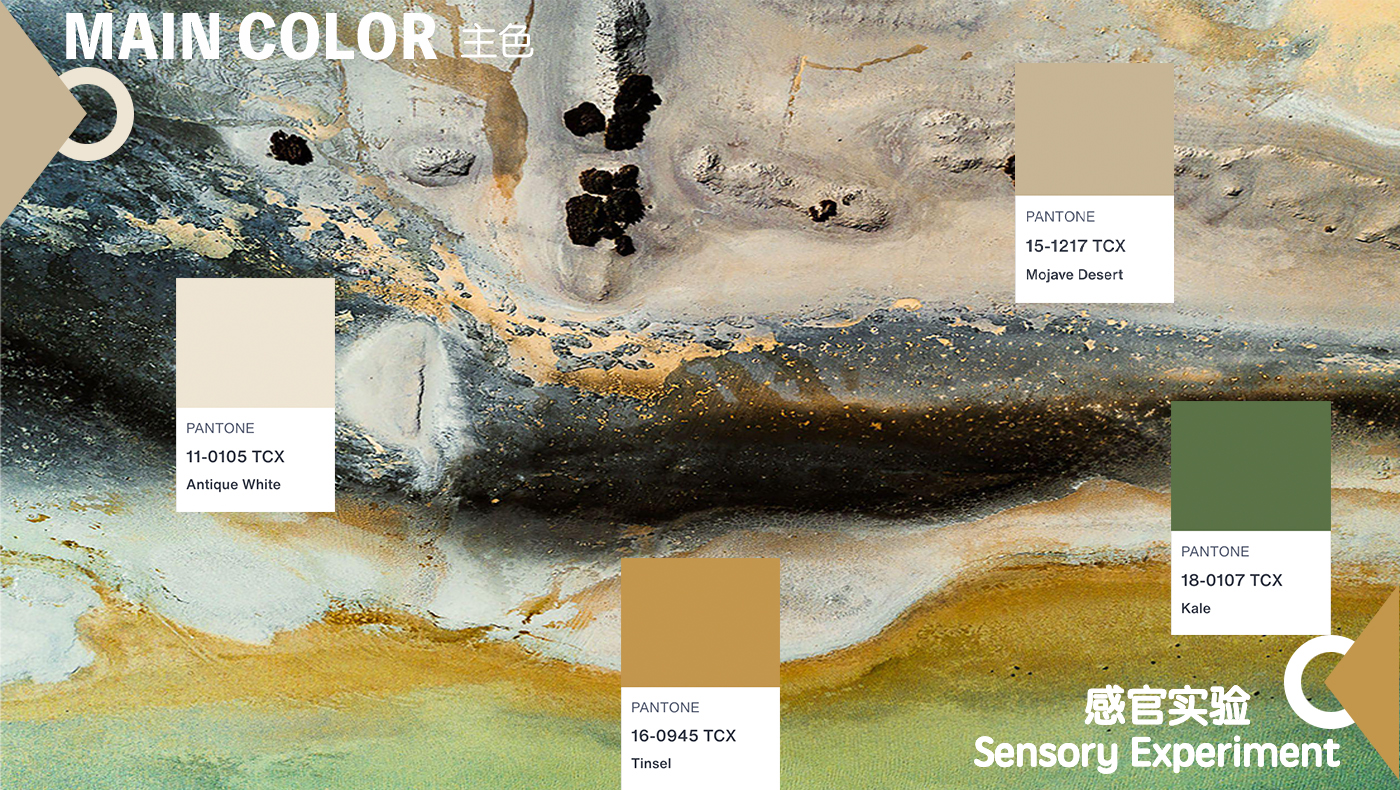 MAIN COLOR 主色
PANTONE
15-1217 TCX
Mojave Desert
PANTONE
11-0105 TCX
Antique White
PANTONE
18-0107 TCX
Kale
PANTONE
16-0945 TCX
Tinsel
感官实验
Sensory Experiment